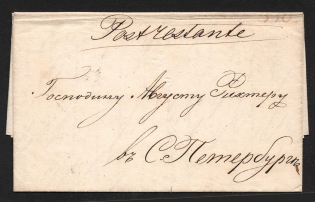 Post restante
Господину Августу Рихтеру
въ С. Петербургъ